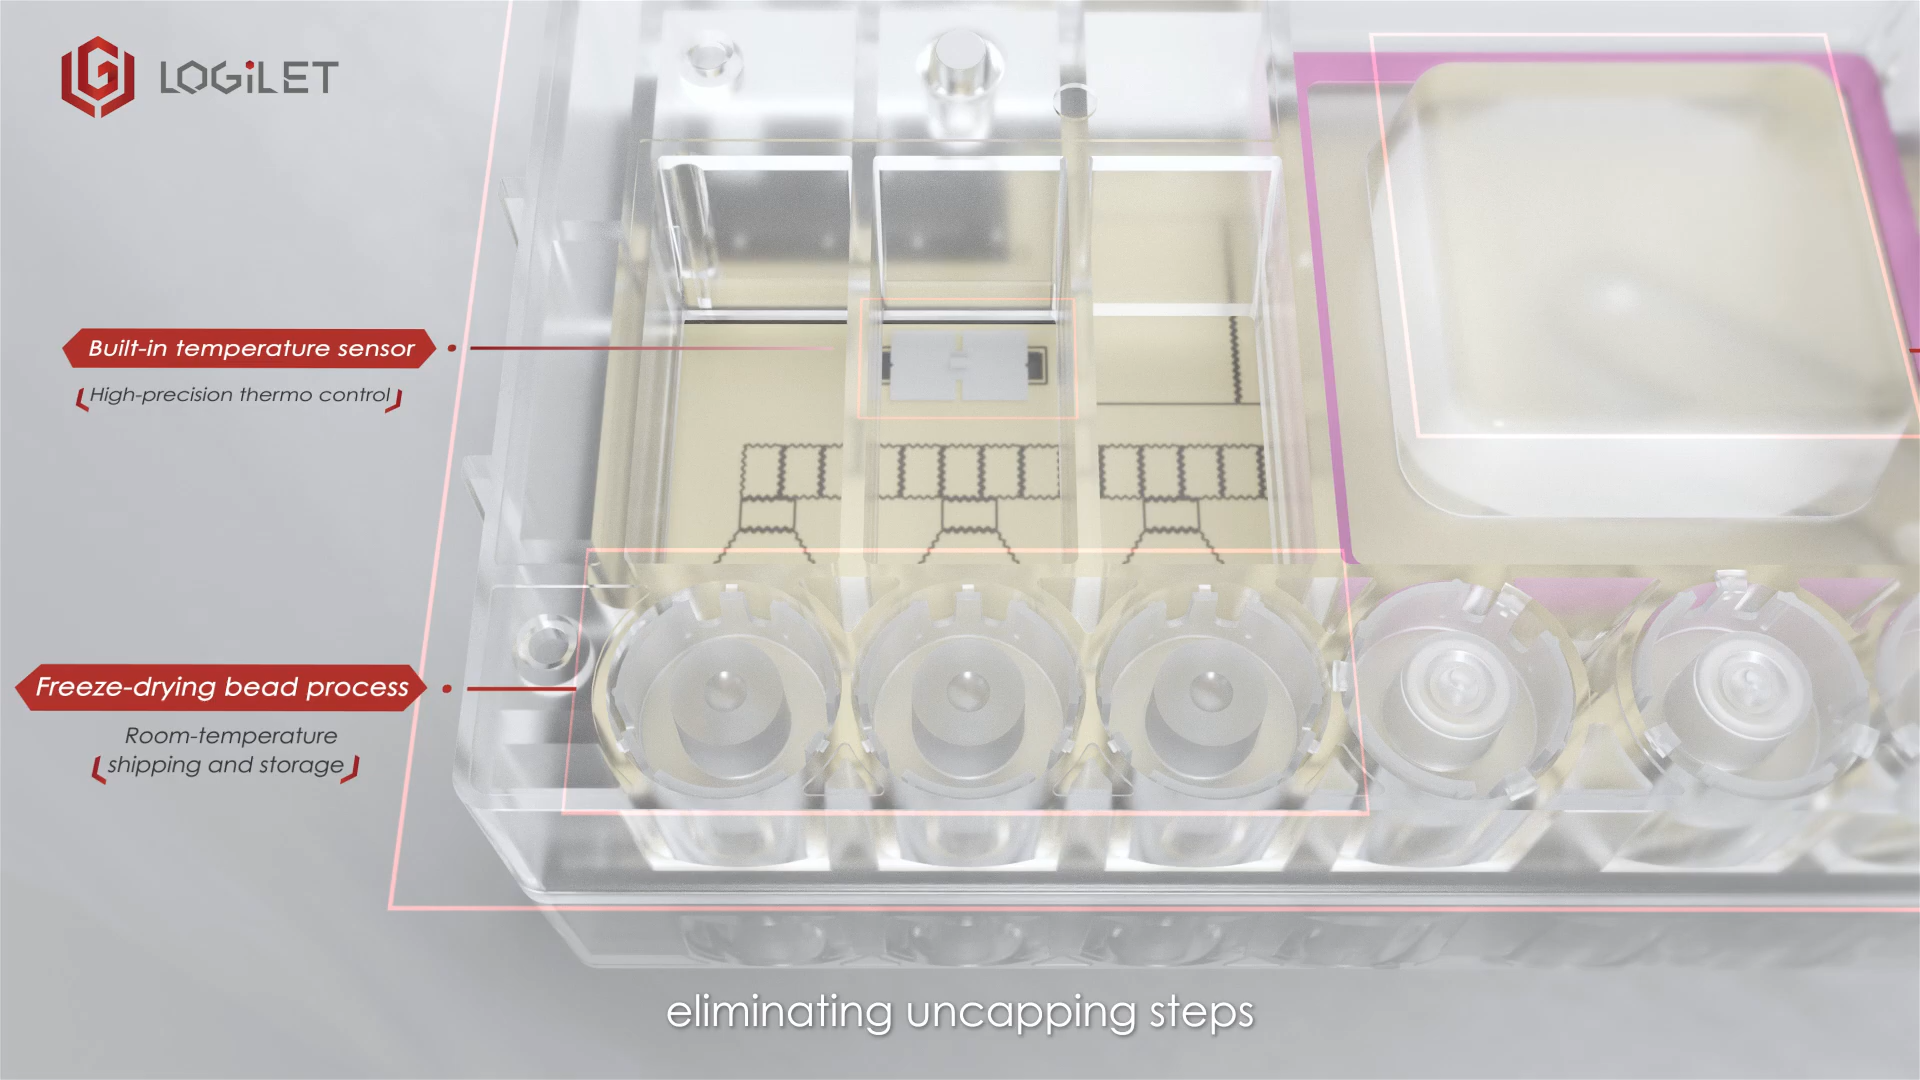 LOGiLET
Built-in temperature sensor
High-precision thermo control
Freeze-drying bead process
Room-temperature
shipping and storage
eliminating uncapping steps